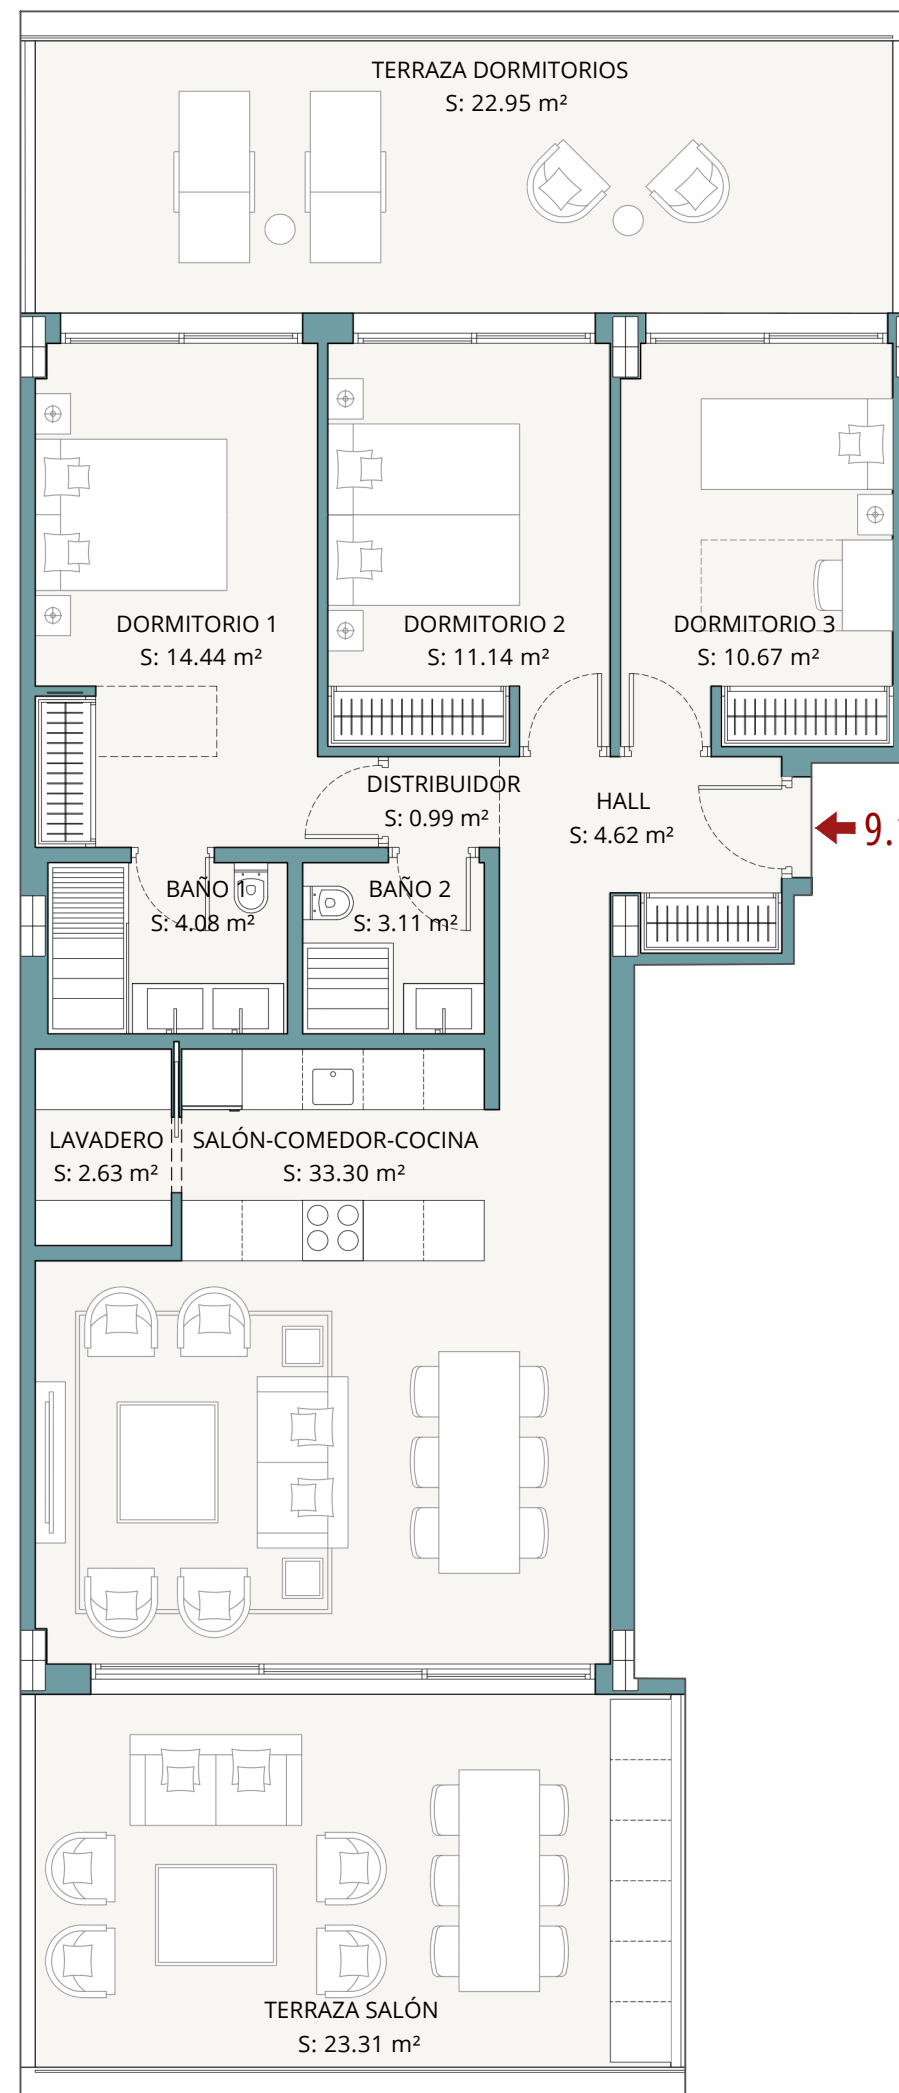 TERRAZA DORMITORIOS
S: 22.95 m²
DORMITORIO 1
S: 14.44 m²
DORMITORIO 2
S: 11.14 m²
DORMITORIO 3
S: 10.67 m²
DISTRIBUIDOR
S: 0.99 m²
HALL
S: 4.62 m²
9.
BAÑO 1
S: 4.08 m²
BAÑO 2
S: 3.11 m²
LAVADERO
S: 2.63 m²
SALÓN-COMEDOR-COCINA
S: 33.30 m²
TERRAZA SALÓN
S: 23.31 m²